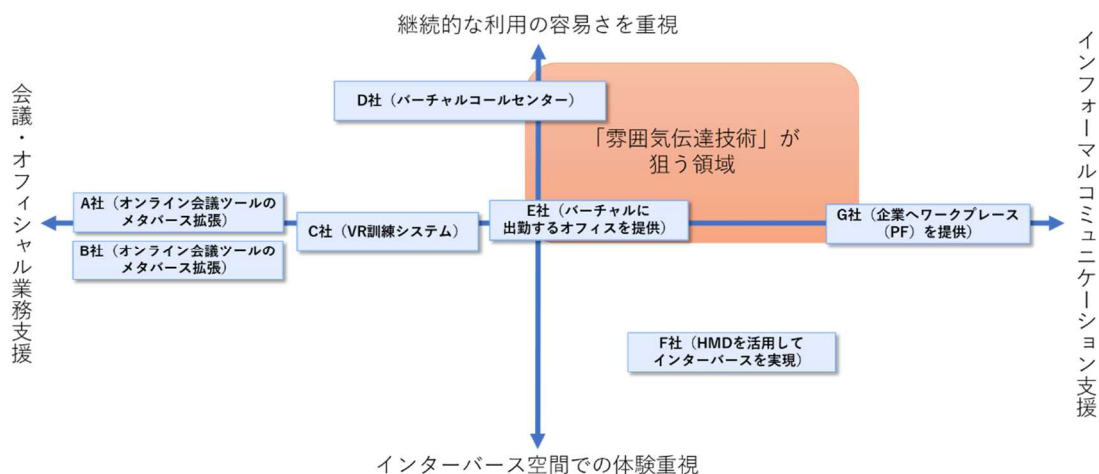 継続的な利用の容易さを重視
会議・オフィシャル業務支援
インフォーマルコミュニケーション支援
D社（バーチャルコールセンター）
「雰囲気伝達技術」が
狙う領域
A社（オンライン会議ツールの
メタバース拡張）
B社（オンライン会議ツールの
メタバース拡張）
C社（VR訓練システム）
E社（バーチャルに
出勤するオフィスを提供）
G社（企業へワークプレース
（PF）を提供）
F社（HMDを活用して
インターバースを実現）
インターバース空間での体験重視